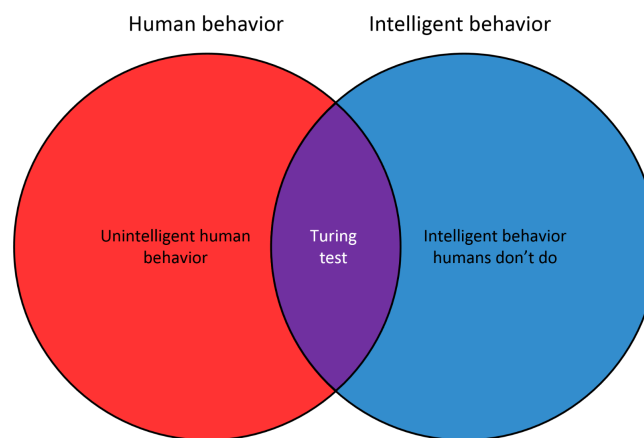 Human behavior
Intelligent behavior
Unintelligent human
behavior
Turing
test
Intelligent behavior
humans don’t do